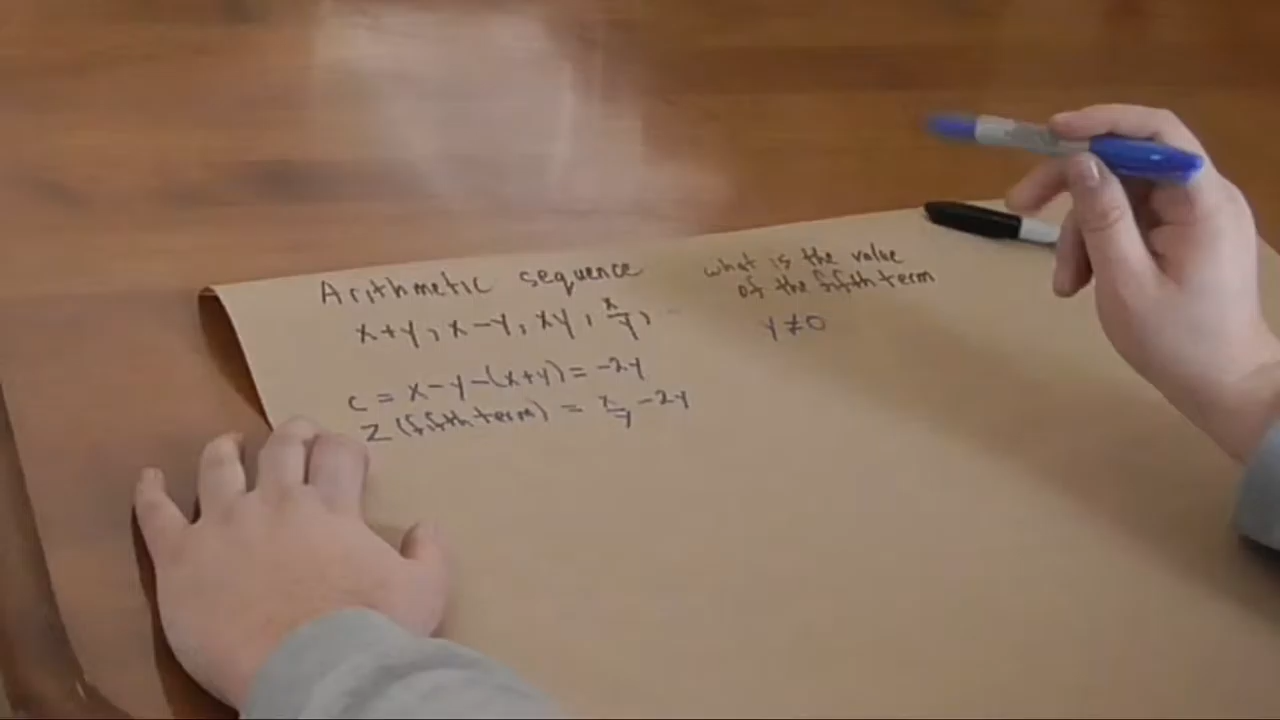 Arithmetic sequence
x+y, x-y, xy, x/y,
c = x-y-(x+y) = -2y
z (fifth term) = x/y -2y
what is the value
of the fifth term
y≠0